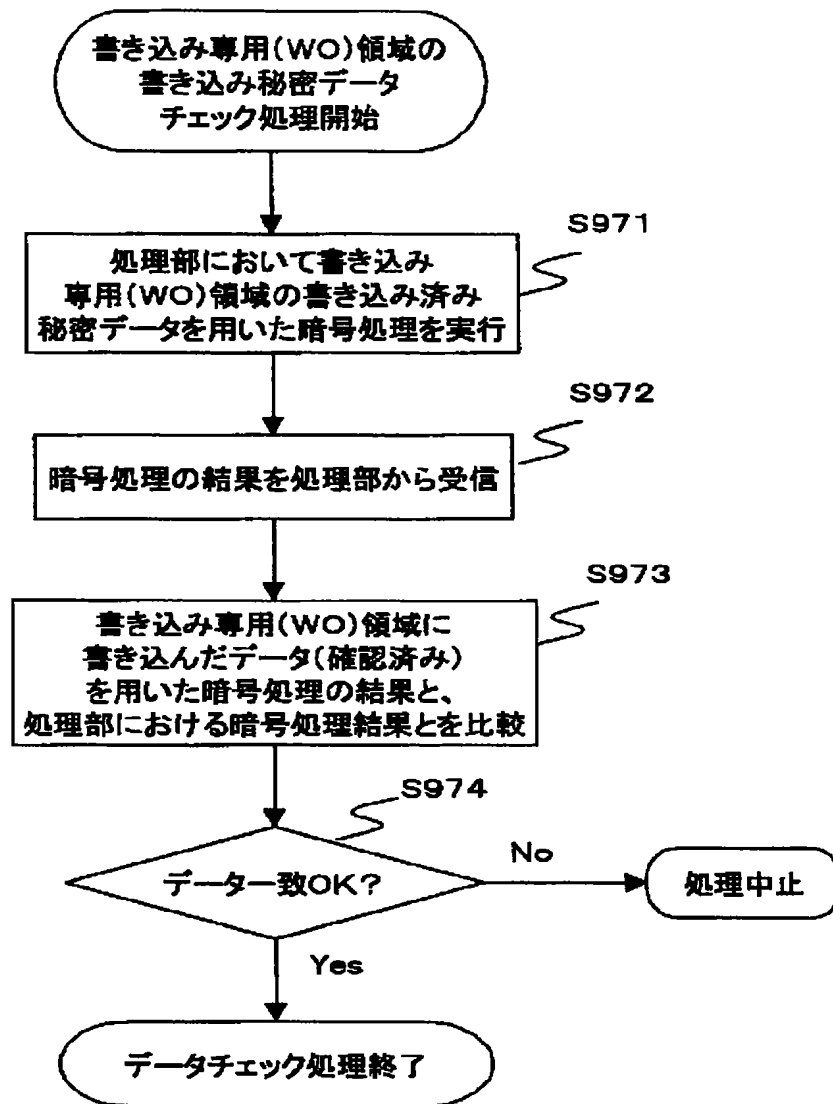 書き込み専用(WO)領域の
書き込み秘密データ
チェック処理開始
S971
処理部において書き込み
専用(WO)領域の書き込み済み
秘密データを用いた暗号処理を実行
S972
暗号処理の結果を処理部から受信
S973
書き込み専用(WO)領域に
書き込んだデータ(確認済み)
を用いた暗号処理の結果と、
処理部における暗号処理結果とを比較
S974
データ一致OK?
No
処理中止
Yes
データチェック処理終了